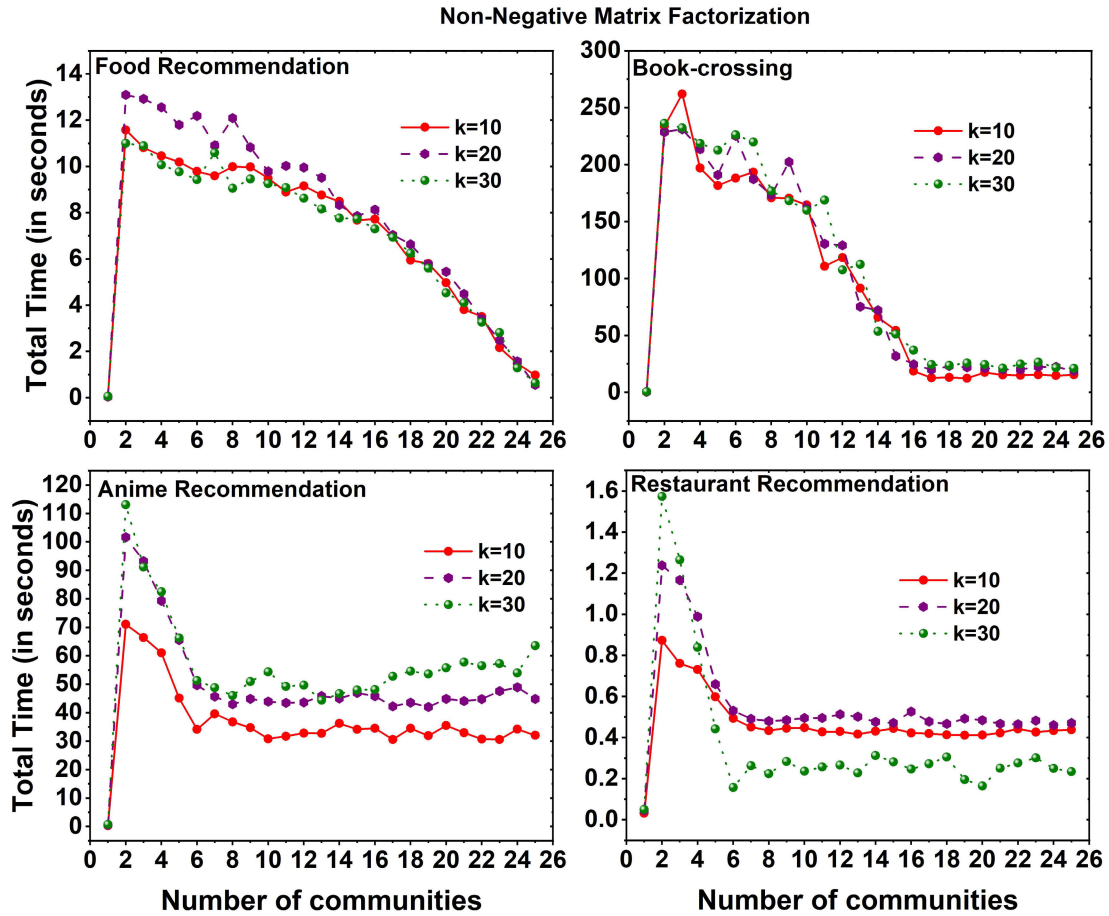 Non-Negative Matrix Factorization
Food Recommendation
k=10
k=20
k=30
14
12
10
8
6
4
2
0
0 2 4 6 8 10 12 14 16 18 20 22 24 26
Total Time (in seconds)
Book-crossing
k=10
k=20
k=30
300
250
200
150
100
50
0
0 2 4 6 8 10 12 14 16 18 20 22 24 26
Anime Recommendation
k=10
k=20
k=30
120
110
100
90
80
70
60
50
40
30
20
10
0
0 2 4 6 8 10 12 14 16 18 20 22 24 26
Total Time (in seconds)
Number of communities
Restaurant Recommendation
k=10
k=20
k=30
1.6
1.4
1.2
1.0
0.8
0.6
0.4
0.2
0.0
0 2 4 6 8 10 12 14 16 18 20 22 24 26
Number of communities